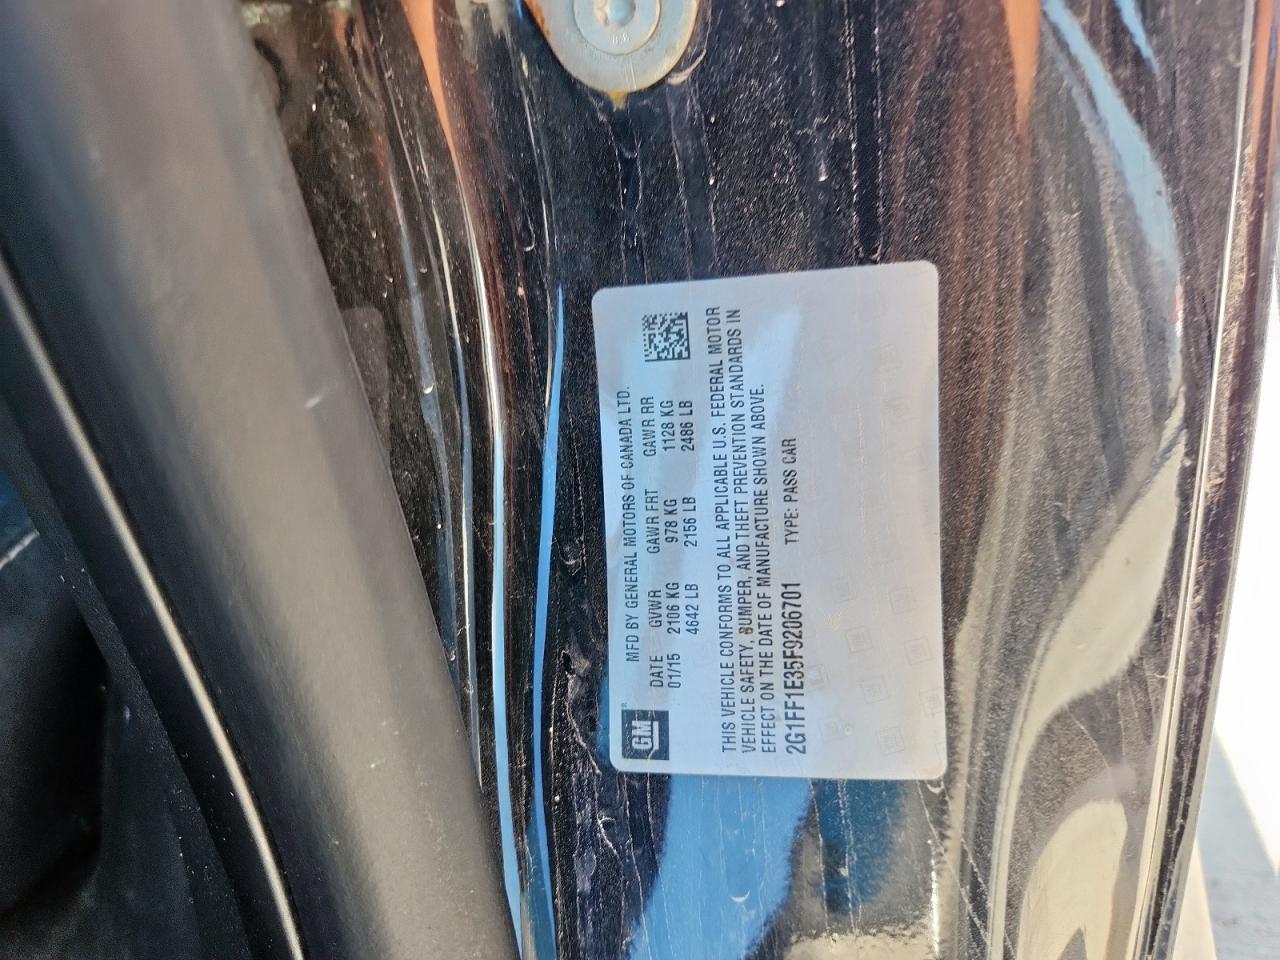 GM
MFD BY GENERAL MOTORS OF CANADA LTD.
DATE GVWR GAWR FRT GAWR RR
01/15 2106 KG 978 KG 1128 KG
4642 LB 2156 LB 2486 LB
THIS VEHICLE CONFORMS TO ALL APPLICABLE U.S. FEDERAL MOTOR
VEHICLE SAFETY, BUMPER, AND THEFT PREVENTION STANDARDS IN
EFFECT ON THE DATE OF MANUFACTURE SHOWN ABOVE.
2G1FF1E35F9206701 TYPE: PASS CAR